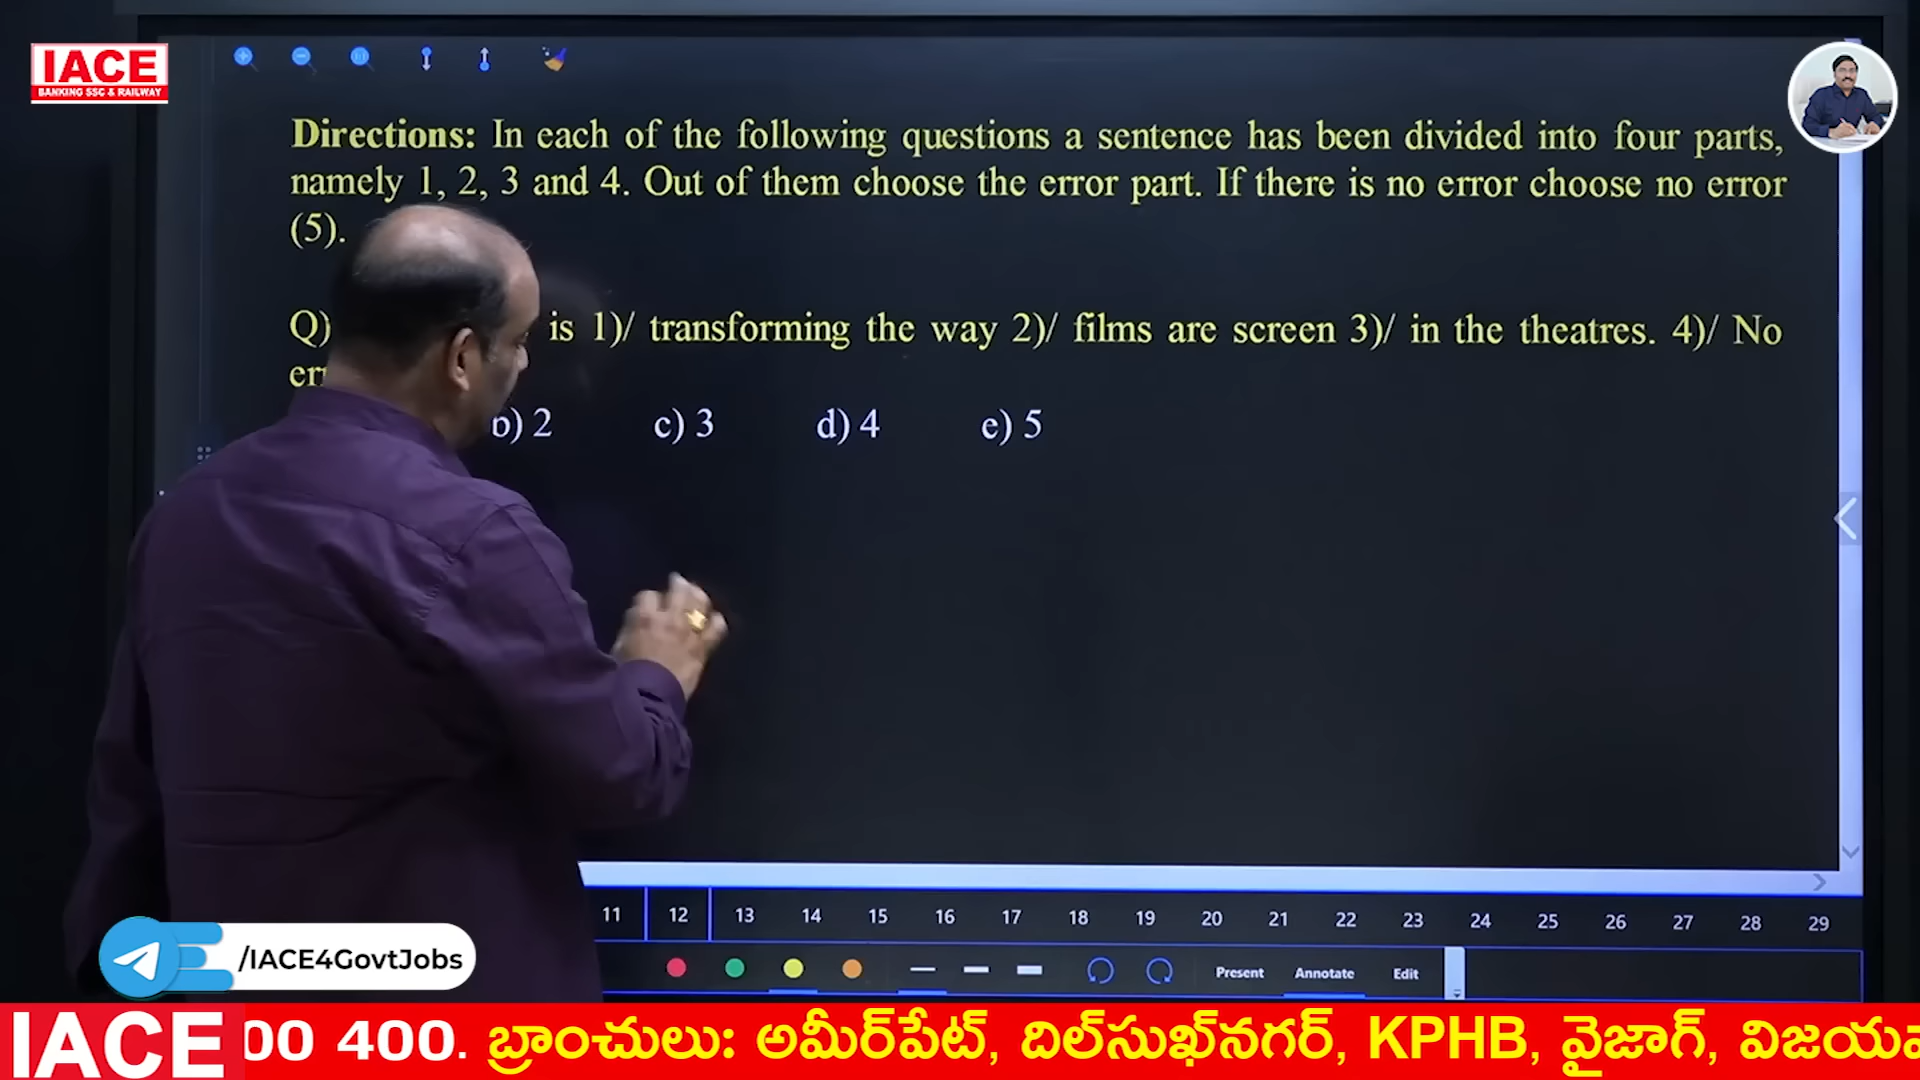 IACE
BANKING SSC & RAILWAY
Directions: In each of the following questions a sentence has been divided into four parts,
namely 1, 2, 3 and 4. Out of them choose the error part. If there is no error choose no error
(5).
Q) is 1)/ transforming the way 2)/ films are screen 3)/ in the theatres. 4)/ No
b) 2 c) 3 d) 4 e) 5
11 12 13 14 15 16 17 18 19 20 21 22 23 24 25 26 27 28 29
Present Annotate Edit
/IACE4GovtJobs
IACE 00 400. బ్రాంచులు: అమీర్‌పేట్, దిల్‌సుఖ్‌నగర్, KPHB, వైజాగ్,